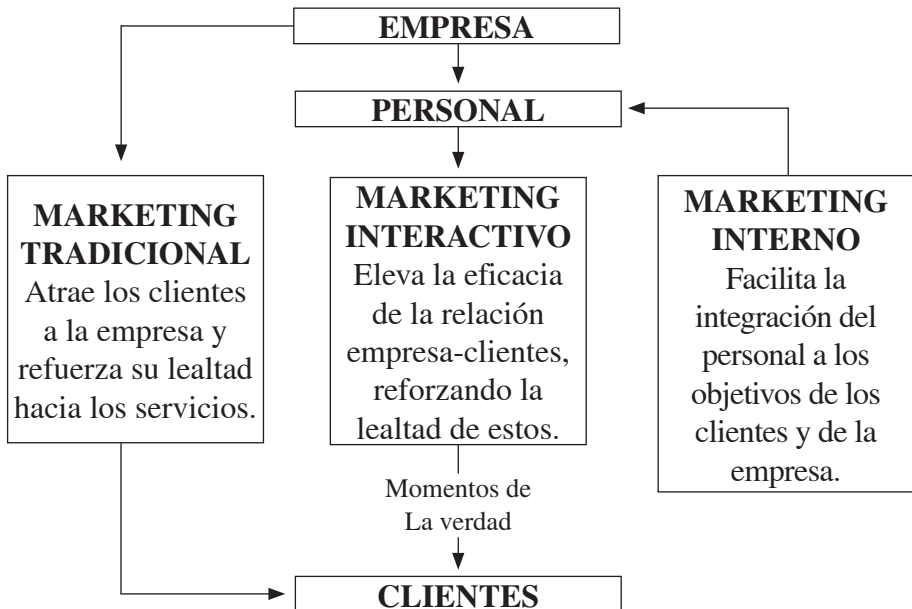 EMPRESA
PERSONAL
MARKETING
TRADICIONAL
Atrae los clientes
a la empresa y
refuerza su lealtad
hacia los servicios.
MARKETING
INTERACTIVO
Eleva la eficacia
de la relación
empresa-clientes,
reforzando la
lealtad de estos.
MARKETING
INTERNO
Facilita la
integración del
personal a los
objetivos de los
clientes y de la
empresa.
Momentos de
La verdad
CLIENTES